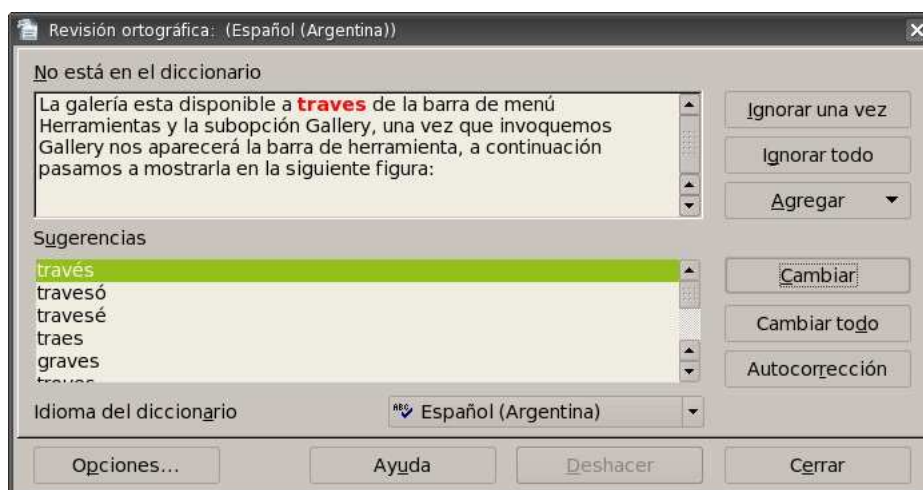 Revisión ortográfica: (Español (Argentina))
No está en el diccionario
La galería esta disponible a traves de la barra de menú
Herramientas y la subopción Gallery, una vez que invoquemos
Gallery nos aparecerá la barra de herramienta, a continuación
pasamos a mostrarla en la siguiente figura:
Ignorar una vez
Ignorar todo
Agregar
Sugerencias
través
travesó
travesé
traes
graves
Cambiar
Cambiar todo
Autocorrección
Idioma del diccionario
Español (Argentina)
Opciones...
Ayuda
Deshacer
Cerrar